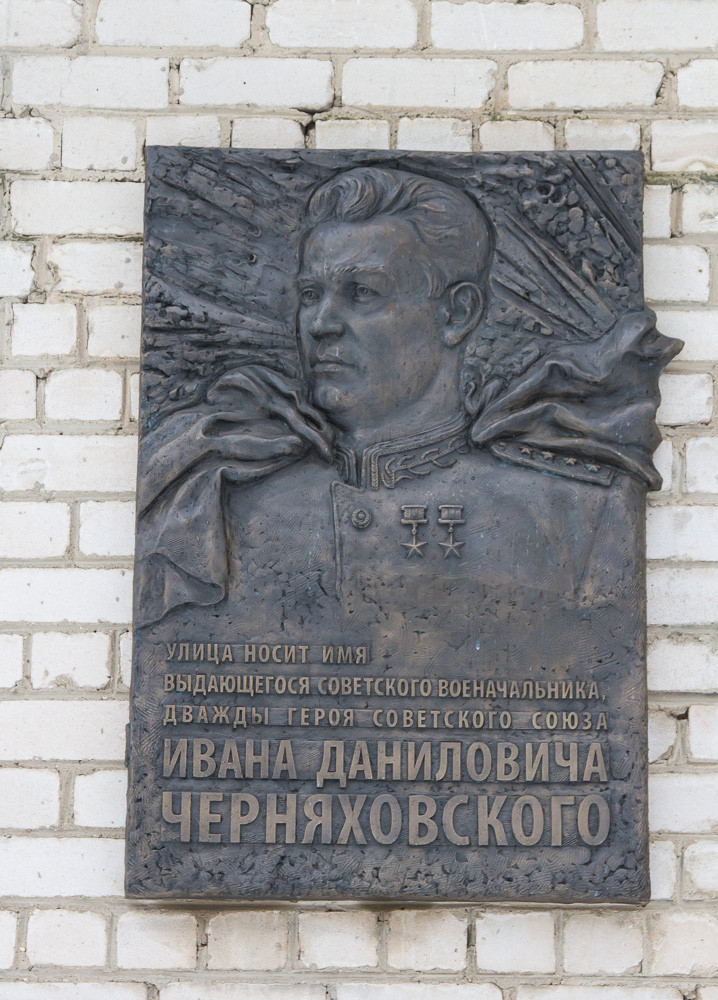 УЛИЦА НОСИТ ИМЯ
ВЫДАЮЩЕГОСЯ СОВЕТСКОГО ВОЕНАЧАЛЬНИКА,
ДВАЖДЫ ГЕРОЯ СОВЕТСКОГО СОЮЗА
ИВАНА ДАНИЛОВИЧА
ЧЕРНЯХОВСКОГО